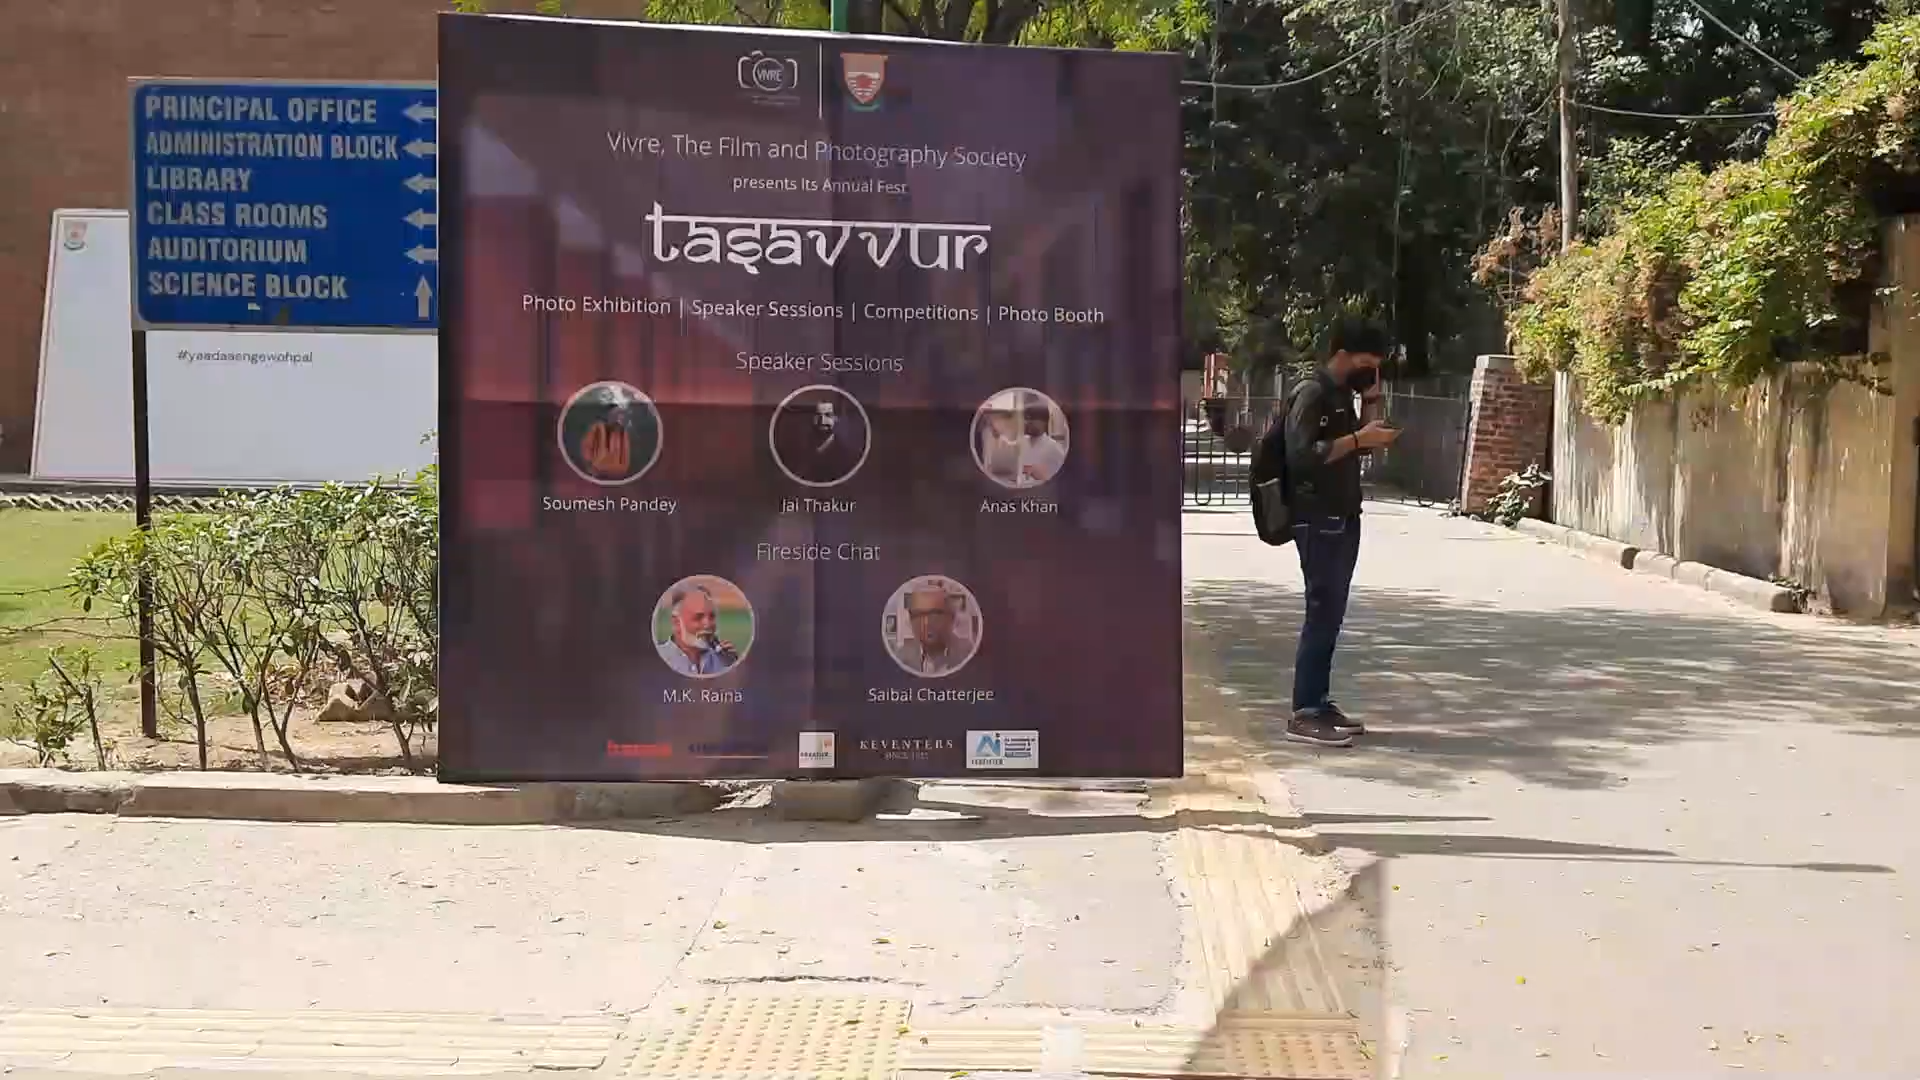 PRINCIPAL OFFICE
ADMINISTRATION BLOCK
LIBRARY
CLASS ROOMS
AUDITORIUM
SCIENCE BLOCK
#yaadaaengewohpal
VIVRE
Vivre, The Film and Photography Society
presents its Annual Fest
tasavvur
Photo Exhibition | Speaker Sessions | Competitions | Photo Booth
Speaker Sessions
Soumesh Pandey
Jai Thakur
Anas Khan
Fireside Chat
M.K. Raina
Saibal Chatterjee
KEVENTERS